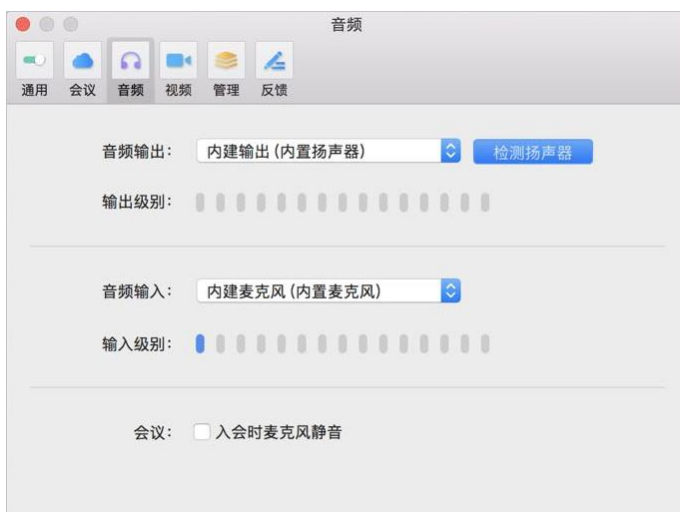 音频
通用 会议 音频 视频 管理 反馈
音频输出： 内建输出 (内置扬声器) 检测扬声器
输出级别：
音频输入： 内建麦克风 (内置麦克风)
输入级别：
会议： 入会时麦克风静音